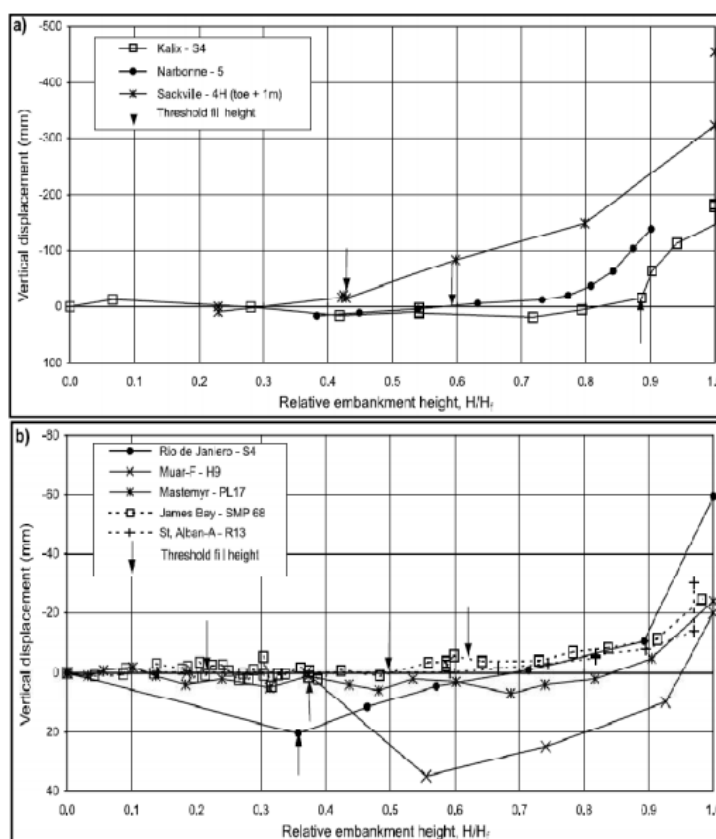 a)
-500
-400
-300
-200
-100
0
100
Vertical displacement (mm)
Kalix - S4
Narbonne - 5
Sackville - 4H (toe + 1m)
Threshold fill height
0.0 0.1 0.2 0.3 0.4 0.5 0.6 0.7 0.8 0.9 1.0
Relative embankment height, H/Hf
b)
-80
-60
-40
-20
0
20
40
Vertical displacement (mm)
Rio de Janiero - S4
Muar-F - H9
Mastemyr - PL17
James Bay - SMP 68
St. Alban-A - R13
Threshold fill height
0.0 0.1 0.2 0.3 0.4 0.5 0.6 0.7 0.8 0.9 1.0
Relative embankment height, H/Hf